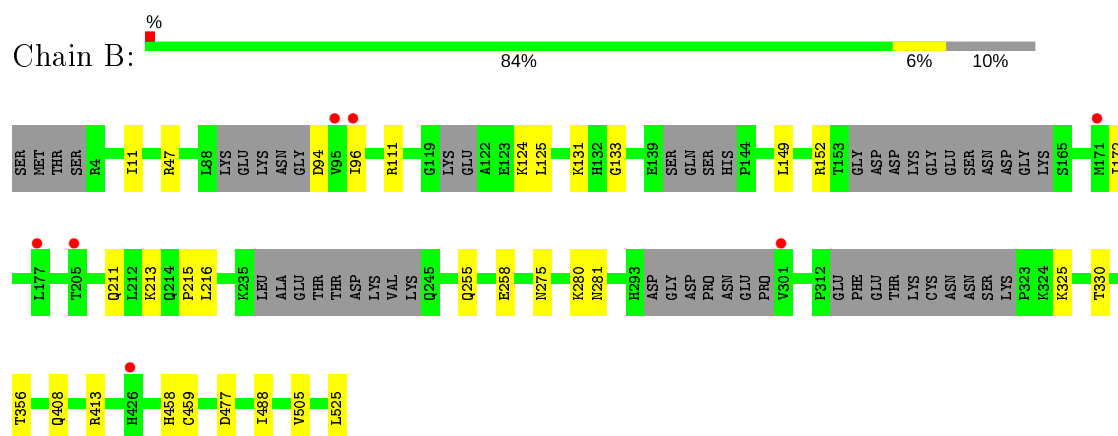 %
Chain B:
84% 6% 10%
SER MET THR SER R4 I11 R47 L88 LYS GLU LYS ASN GLY D94 V95 I96 R111 G119 LYS GLU A122 E123 K124 L125 K131 H132 G133 E139 SER GLN SER HIS P144 L149 R152 T153 GLY ASP ASP LYS GLY GLU SER ASN ASP GLY LYS S165 M171 I172
L177 T205 Q211 L212 K213 Q214 P215 L216 K235 LEU ALA GLU THR THR ASP LYS VAL LYS Q245 Q255 E258 N275 K280 N281 H293 ASP GLY ASP PRO ASN GLU PRO V301 P312 GLU PHE GLU THR LYS CYS ASN ASN SER LYS P323 K324 K325 T330
T356 Q408 R413 H426 H458 C459 D477 I488 V505 L525